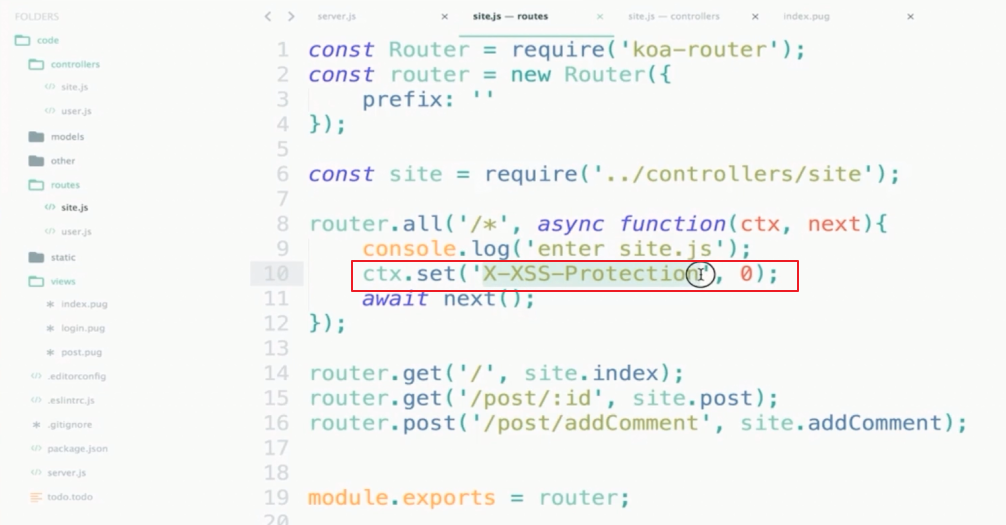 FOLDERS
code
controllers
site.js
user.js
models
other
routes
site.js
user.js
static
views
index.pug
login.pug
post.pug
.editorconfig
.eslintrc.js
.gitignore
package.json
server.js
todo.todo
server.js
site.js — routes
site.js — controllers
index.pug
1 const Router = require('koa-router');
2 const router = new Router({
3 prefix: ''
4 });
5
6 const site = require('../controllers/site');
7
8 router.all('/*', async function(ctx, next){
9 console.log('enter site.js');
10 ctx.set('X-XSS-Protection', 0);
11 await next();
12 });
13
14 router.get('/', site.index);
15 router.get('/post/:id', site.post);
16 router.post('/post/addComment', site.addComment);
17
18
19 module.exports = router;
20